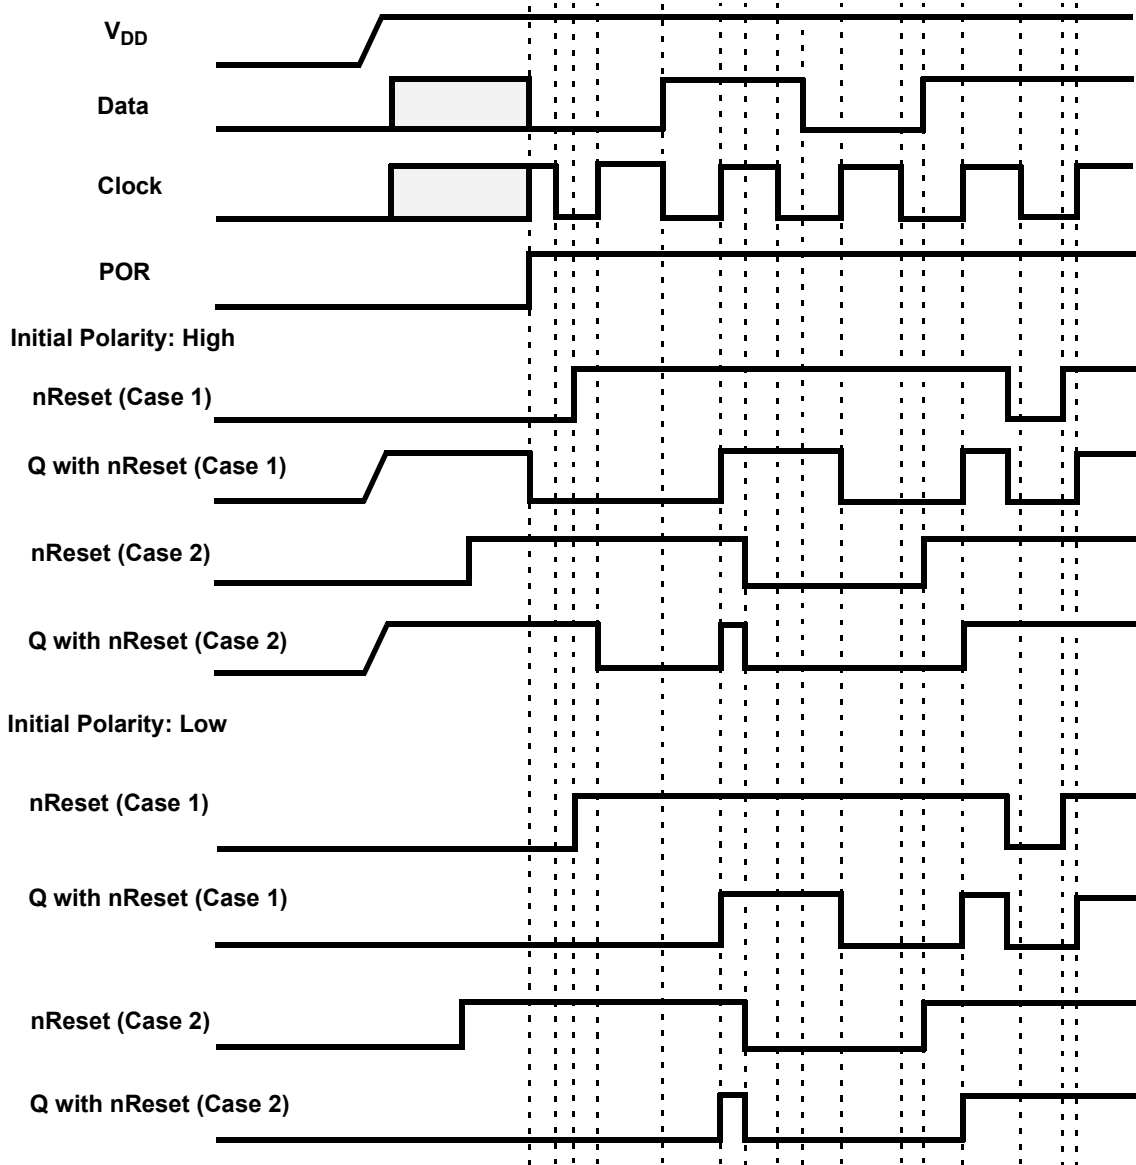 VDD
Data
Clock
POR
Initial Polarity: High
nReset (Case 1)
Q with nReset (Case 1)
nReset (Case 2)
Q with nReset (Case 2)
Initial Polarity: Low
nReset (Case 1)
Q with nReset (Case 1)
nReset (Case 2)
Q with nReset (Case 2)